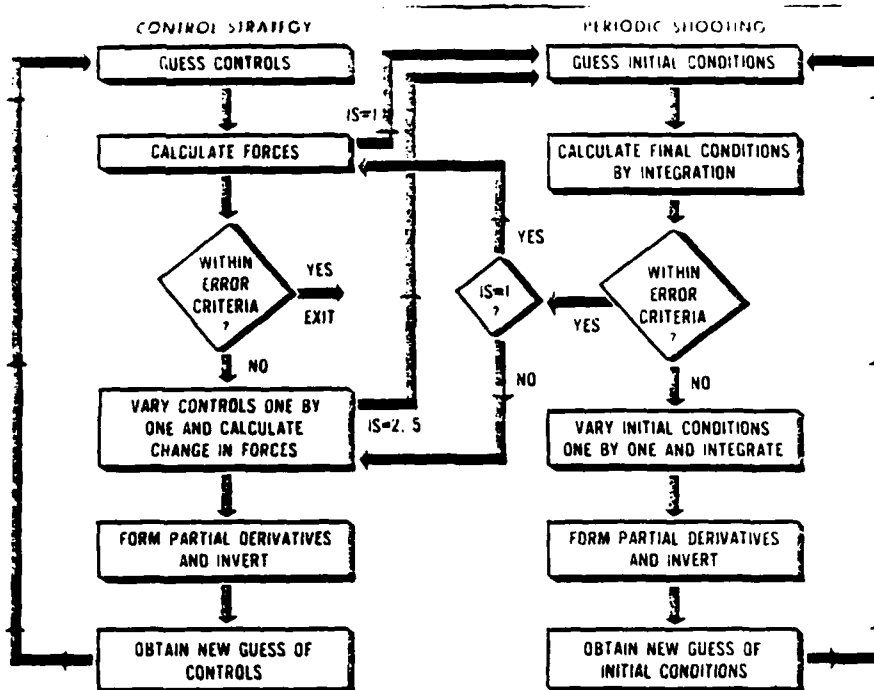 CONTROL STRATEGY
GUESS CONTROLS
IS=1
CALCULATE FORCES
WITHIN
ERROR
CRITERIA
?
YES
EXIT
NO
VARY CONTROLS ONE BY
ONE AND CALCULATE
CHANGE IN FORCES
IS=2, 5
FORM PARTIAL DERIVATIVES
AND INVERT
OBTAIN NEW GUESS OF
CONTROLS
PERIODIC SHOOTING
GUESS INITIAL CONDITIONS
CALCULATE FINAL CONDITIONS
BY INTEGRATION
YES
IS=1
?
NO
YES
WITHIN
ERROR
CRITERIA
?
NO
VARY INITIAL CONDITIONS
ONE BY ONE AND INTEGRATE
FORM PARTIAL DERIVATIVES
AND INVERT
OBTAIN NEW GUESS OF
INITIAL CONDITIONS